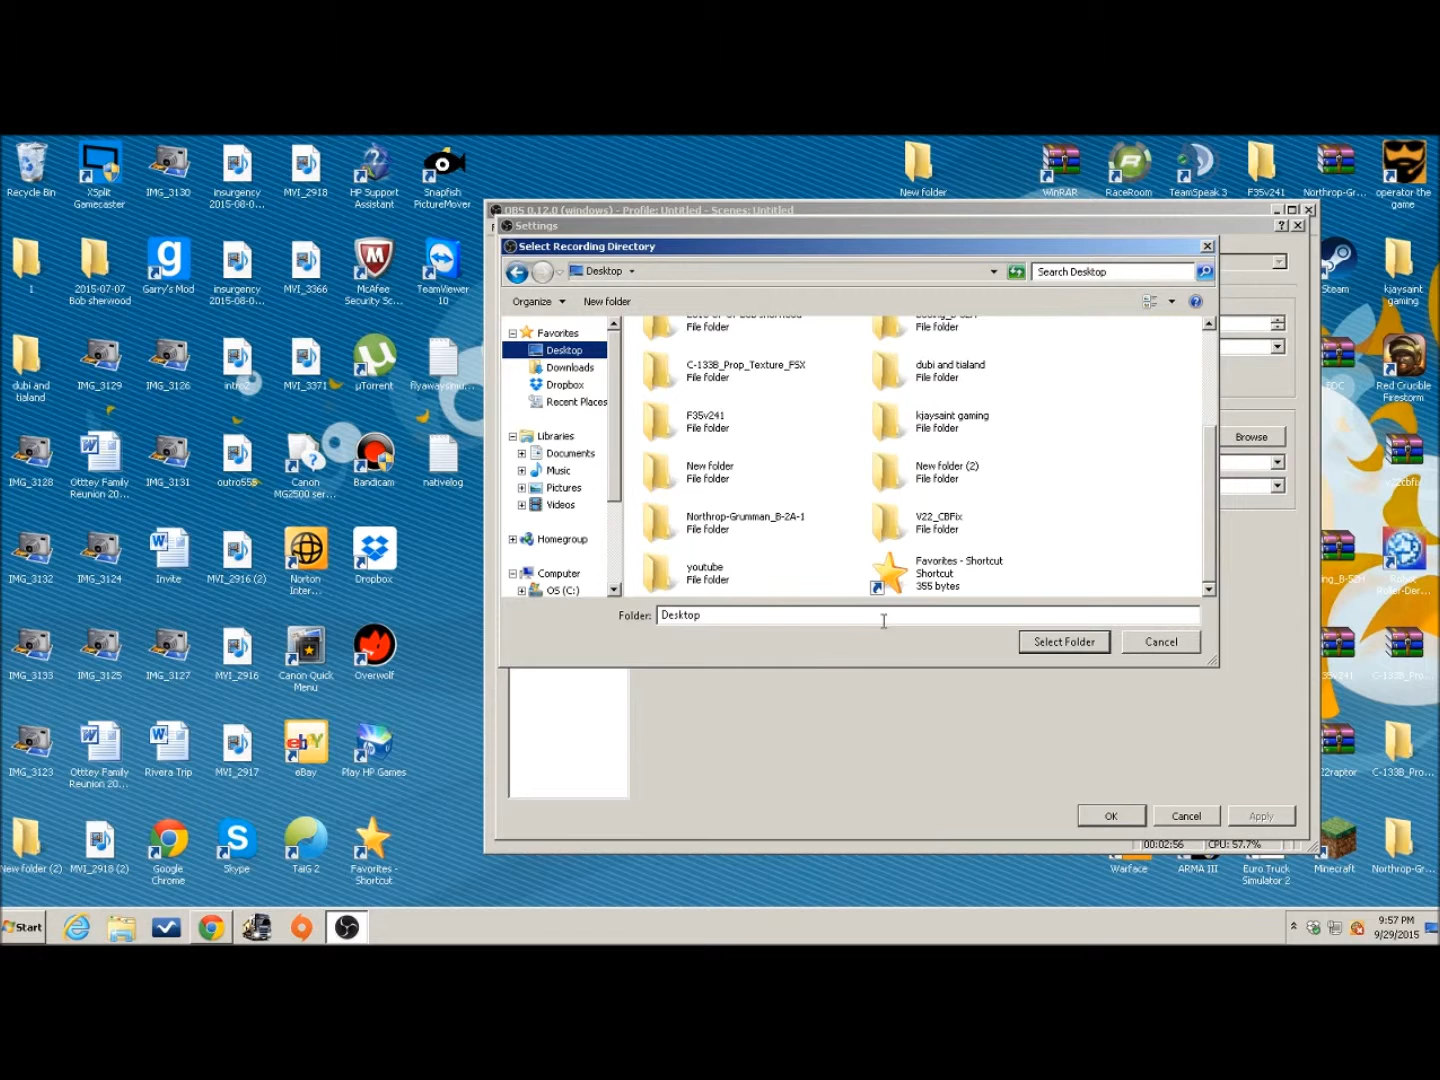 Recycle Bin
XSplit
Gamecaster
IMG_3130
insurgency
2015-08-0...
MVI_2918
HP Support
Assistant
Snapfish
PictureMover
New folder
WinRAR
RaceRoom
TeamSpeak 3
F35v241
Northrop-Gr...
operator the
game
OBS 0.12.0 (windows) - Profile: Untitled - Scenes: Untitled
Settings
Select Recording Directory
Desktop
Search Desktop
Organize
New folder
1
2015-07-07
Bob sherwood
Garry's Mod
insurgency
2015-08-0...
MVI_3366
McAfee
Security Sc...
TeamViewer
10
Steam
kjaysaint
gaming
Favorites
Desktop
Downloads
Dropbox
Recent Places
Libraries
Documents
Music
Pictures
Videos
Homegroup
Computer
OS (C:)
File folder
File folder
C-133B_Prop_Texture_FSX
File folder
dubi and tialand
File folder
F35v241
File folder
kjaysaint gaming
File folder
New folder
File folder
New folder (2)
File folder
Northrop-Grumman_B-2A-1
File folder
V22_CBFix
File folder
youtube
File folder
Favorites - Shortcut
Shortcut
355 bytes
Folder:
Desktop
Select Folder
Cancel
Browse
dubi and
tialand
IMG_3129
IMG_3126
intro2
MVI_3371
µTorrent
flyawaysmu...
Red Crucible
Firestorm
IMG_3128
Otttey Family
Reunion 20...
IMG_3131
outro555
Canon
MG2500 ser...
Bandicam
nativelog
IMG_3132
IMG_3124
Invite
MVI_2916 (2)
Norton
Inter...
Dropbox
IMG_3133
IMG_3125
IMG_3127
MVI_2916
Canon Quick
Menu
Overwolf
IMG_3123
Otttey Family
Reunion 20...
Rivera Trip
MVI_2917
eBay
Play HP Games
C-133B_Pro...
C-133B_Pro...
OK
Cancel
Apply
00:02:56
CPU: 57.7%
New folder (2)
MVI_2918 (2)
Google
Chrome
Skype
TaiG 2
Favorites -
Shortcut
Warface
ARMA III
Euro Truck
Simulator 2
Minecraft
Northrop-Gr...
Start
9:57 PM
9/29/2015